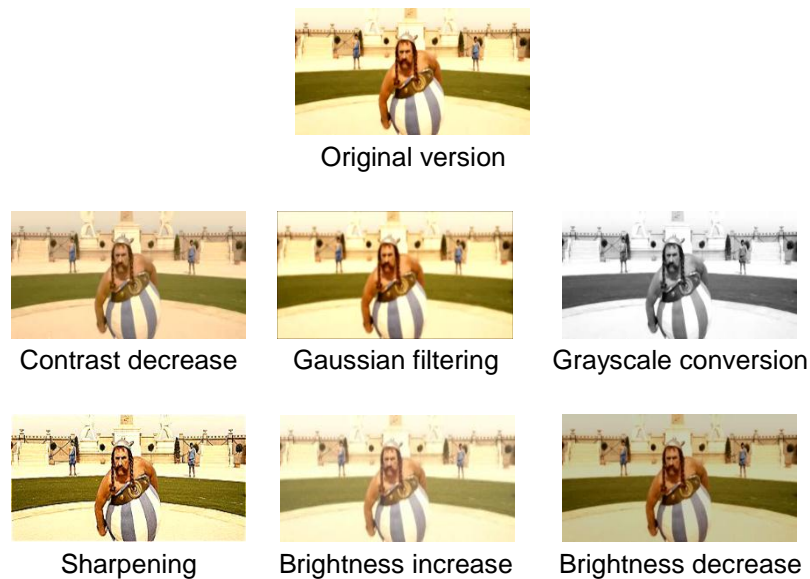 Original version
Contrast decrease
Gaussian filtering
Grayscale conversion
Sharpening
Brightness increase
Brightness decrease